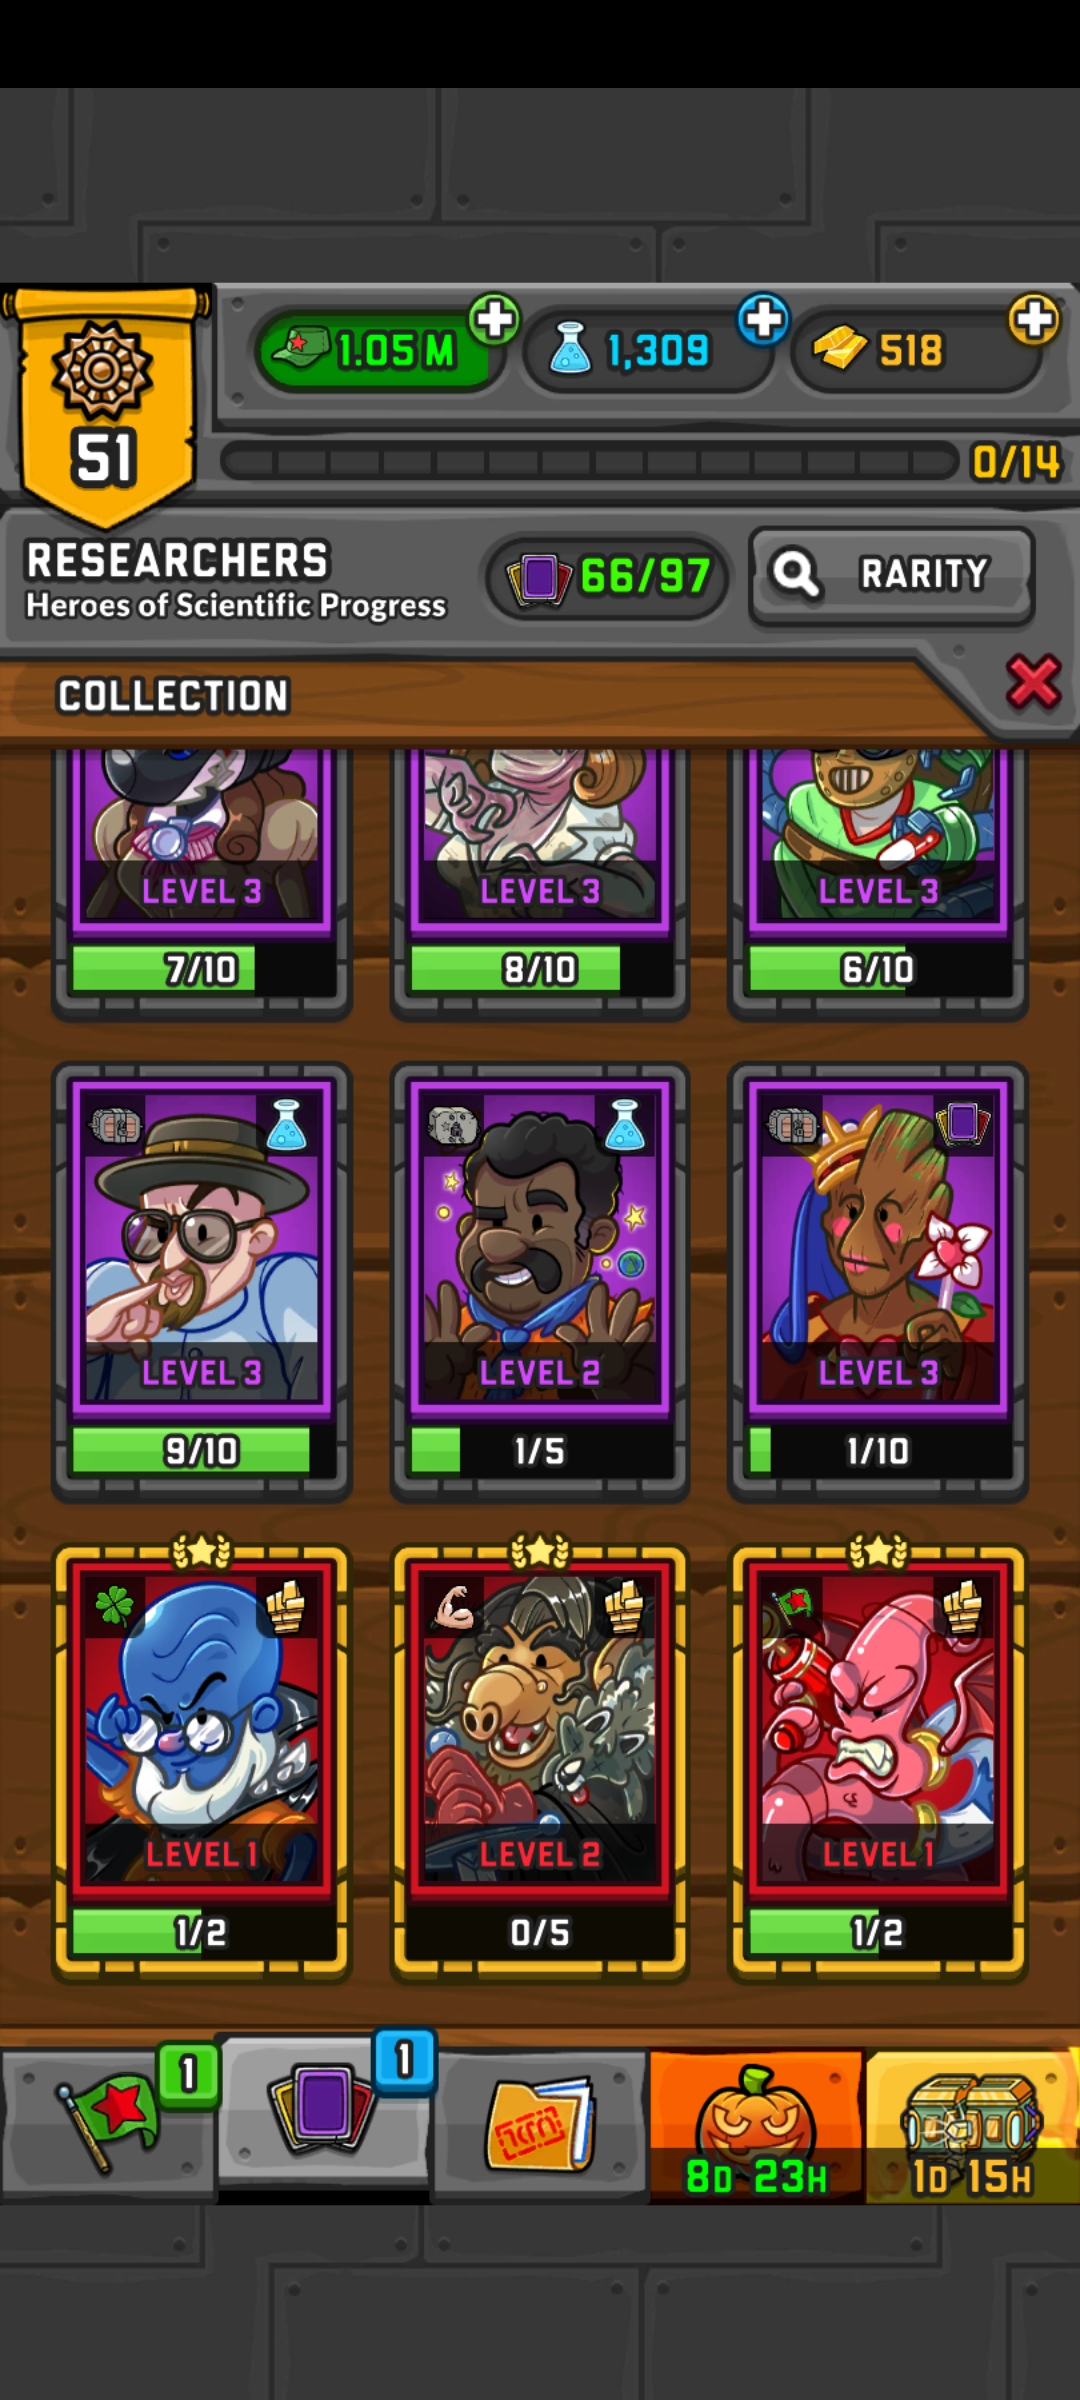 1.05 M
1,309
518
51
0/14
RESEARCHERS
Heroes of Scientific Progress
66/97
RARITY
COLLECTION
LEVEL 3
LEVEL 3
LEVEL 3
7/10
8/10
6/10
LEVEL 3
LEVEL 2
LEVEL 3
9/10
1/5
1/10
LEVEL 1
LEVEL 2
LEVEL 1
1/2
0/5
1/2
1
1
8D 23H
1D 15H